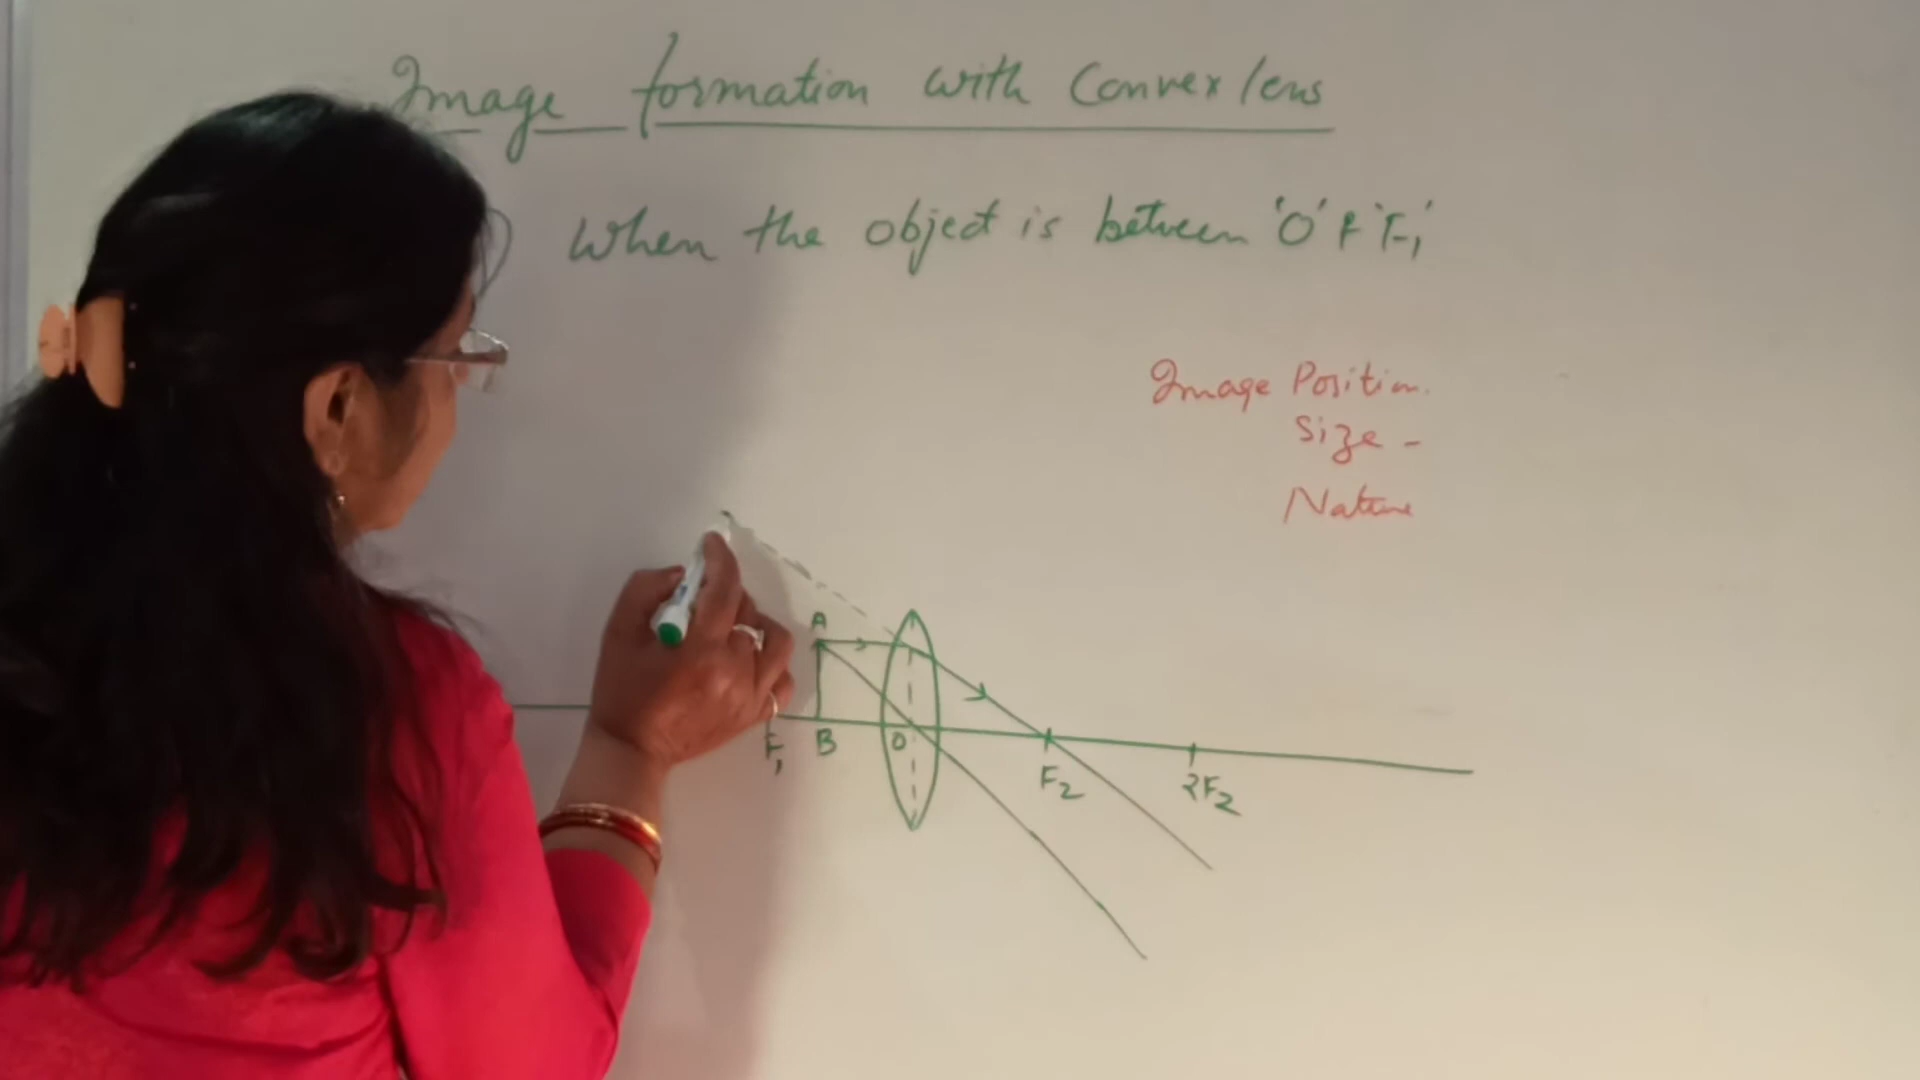 Image formation with Convex lens
) When the object is between 'O' & 'F1'
Image Position.
Size -
Nature
A
F1 B O F2 2F2